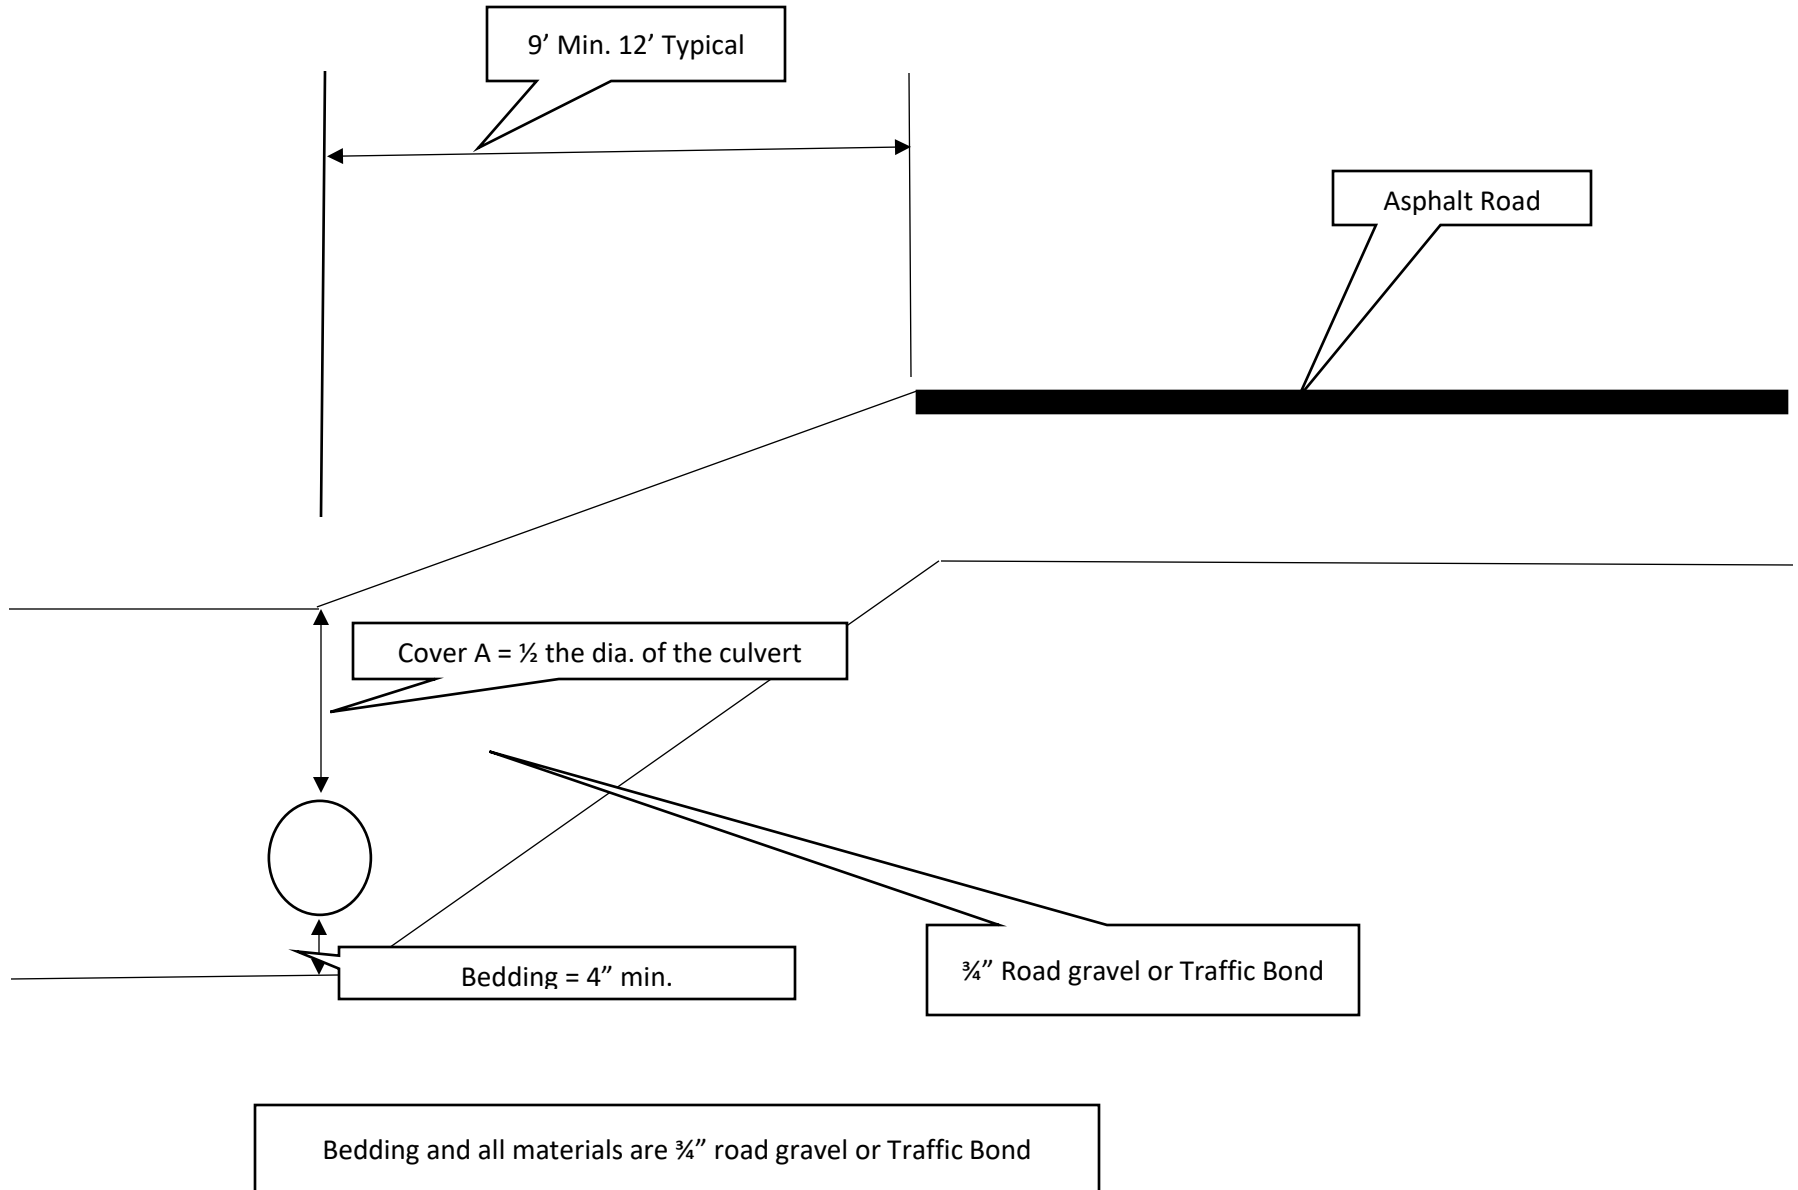 9’ Min. 12’ Typical
Asphalt Road
Cover A = ½ the dia. of the culvert
Bedding = 4” min.
¾” Road gravel or Traffic Bond
Bedding and all materials are ¾” road gravel or Traffic Bond